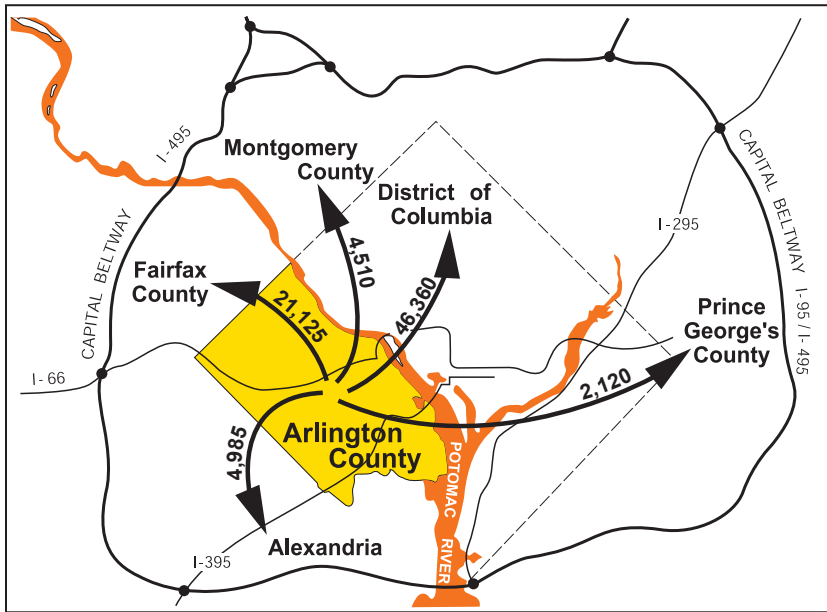 I-495
Montgomery
County
District of
Columbia
CAPITAL BELTWAY
I-295
CAPITAL BELTWAY I-95 / I-495
Fairfax
County
4,510
21,125
46,360
Prince
George's
County
I-66
2,120
4,985
Arlington
County
POTOMAC RIVER
Alexandria
I-395